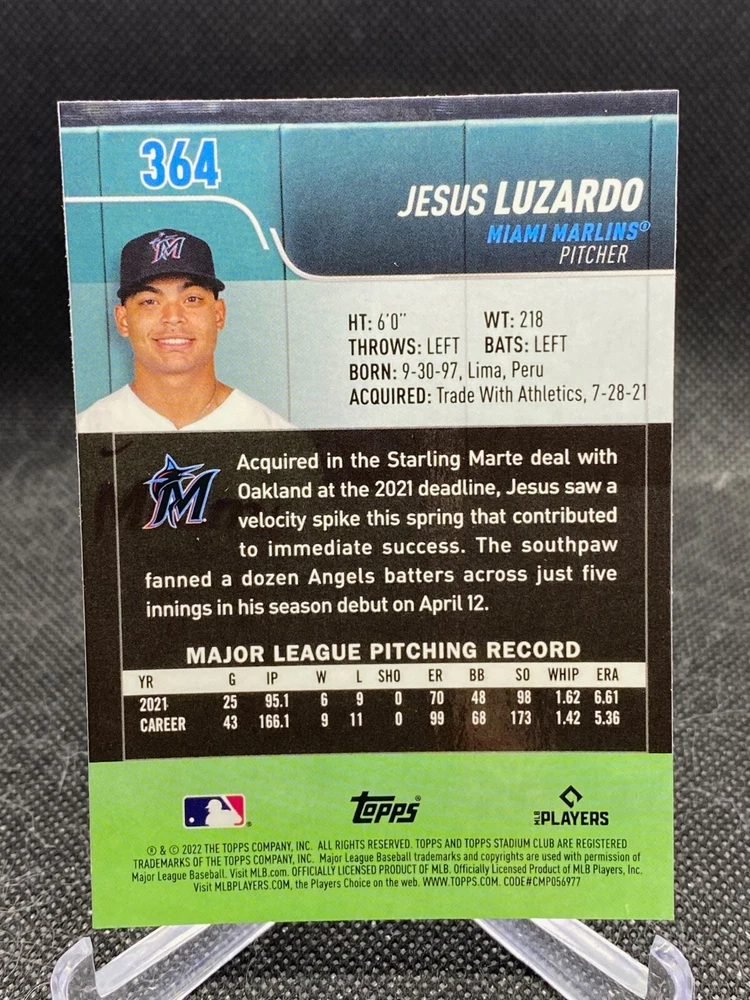 364
JESUS LUZARDO
MIAMI MARLINS®
PITCHER
M
HT: 6'0" WT: 218
THROWS: LEFT BATS: LEFT
BORN: 9-30-97, Lima, Peru
ACQUIRED: Trade With Athletics, 7-28-21
M
Acquired in the Starling Marte deal with
Oakland at the 2021 deadline, Jesus saw a
velocity spike this spring that contributed
to immediate success. The southpaw
fanned a dozen Angels batters across just five
innings in his season debut on April 12.
MAJOR LEAGUE PITCHING RECORD
YR G IP W L SHO ER BB SO WHIP ERA
2021 25 95.1 6 9 0 70 48 98 1.62 6.61
CAREER 43 166.1 9 11 0 99 68 173 1.42 5.36
topps®
MLB PLAYERS
® & © 2022 THE TOPPS COMPANY, INC. ALL RIGHTS RESERVED. TOPPS AND TOPPS STADIUM CLUB ARE REGISTERED
TRADEMARKS OF THE TOPPS COMPANY, INC. Major League Baseball trademarks and copyrights are used with permission of
Major League Baseball. Visit MLB.com. OFFICIALLY LICENSED PRODUCT OF MLB. Officially Licensed Product of MLB Players, Inc.
Visit MLBPLAYERS.COM, the Players Choice on the web. WWW.TOPPS.COM. CODE#CMP056977